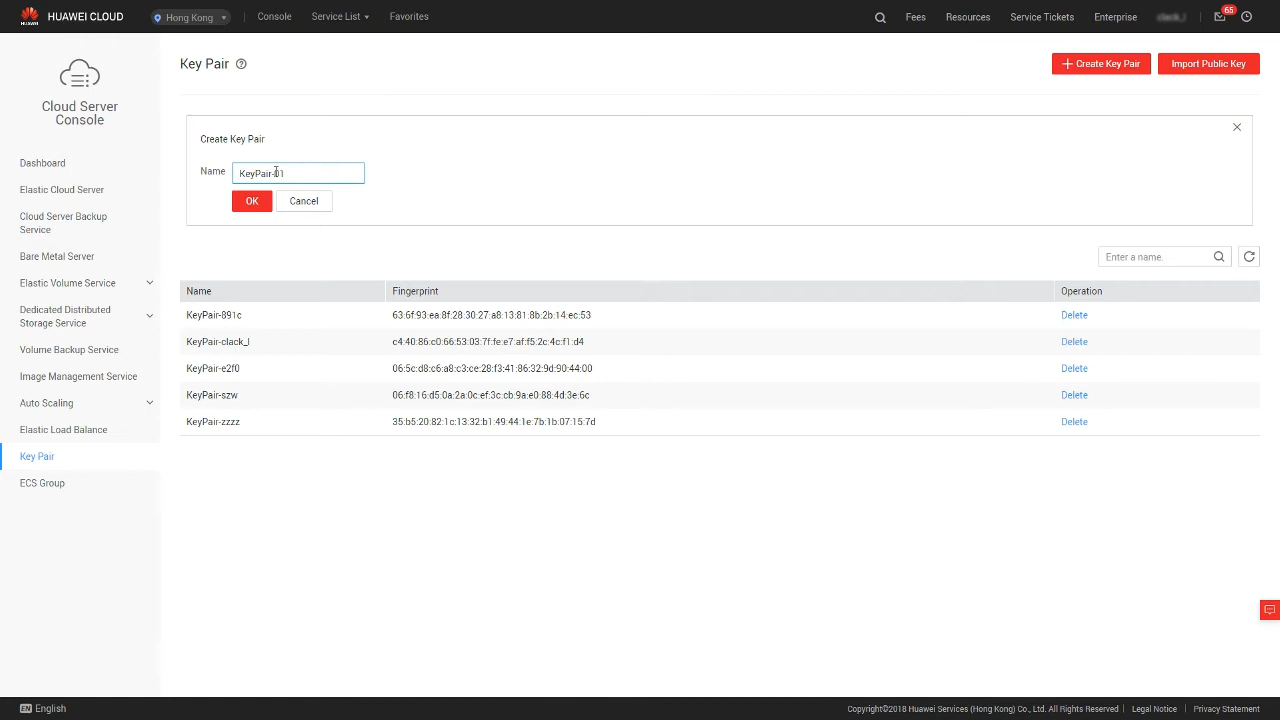 HUAWEI CLOUD Hong Kong Console Service List Favorites Fees Resources Service Tickets Enterprise 65
Cloud Server
Console
Dashboard
Elastic Cloud Server
Cloud Server Backup
Service
Bare Metal Server
Elastic Volume Service
Dedicated Distributed
Storage Service
Volume Backup Service
Image Management Service
Auto Scaling
Elastic Load Balance
Key Pair
ECS Group
Key Pair ? + Create Key Pair Import Public Key
Create Key Pair
Name KeyPair-01
OK Cancel
Enter a name.
Name Fingerprint Operation
KeyPair-891c 63:6f:93:ea:8f:28:30:27:a8:13:81:8b:2b:14:ec:53 Delete
KeyPair-clack_l c4:40:86:c0:66:53:03:7f:fe:e7:af:f5:2c:4c:f1:d4 Delete
KeyPair-e2f0 06:5c:d8:c6:a8:c3:ce:28:f3:41:86:32:9d:90:44:00 Delete
KeyPair-szw 06:f8:16:d5:0a:2a:0c:ef:3c:cb:9a:e0:88:4d:3e:6c Delete
KeyPair-zzzz 35:b5:20:82:1c:13:32:b1:49:44:1e:7b:1b:07:15:7d Delete
EN English Copyright©2018 Huawei Services (Hong Kong) Co., Ltd. All Rights Reserved | Legal Notice | Privacy Statement